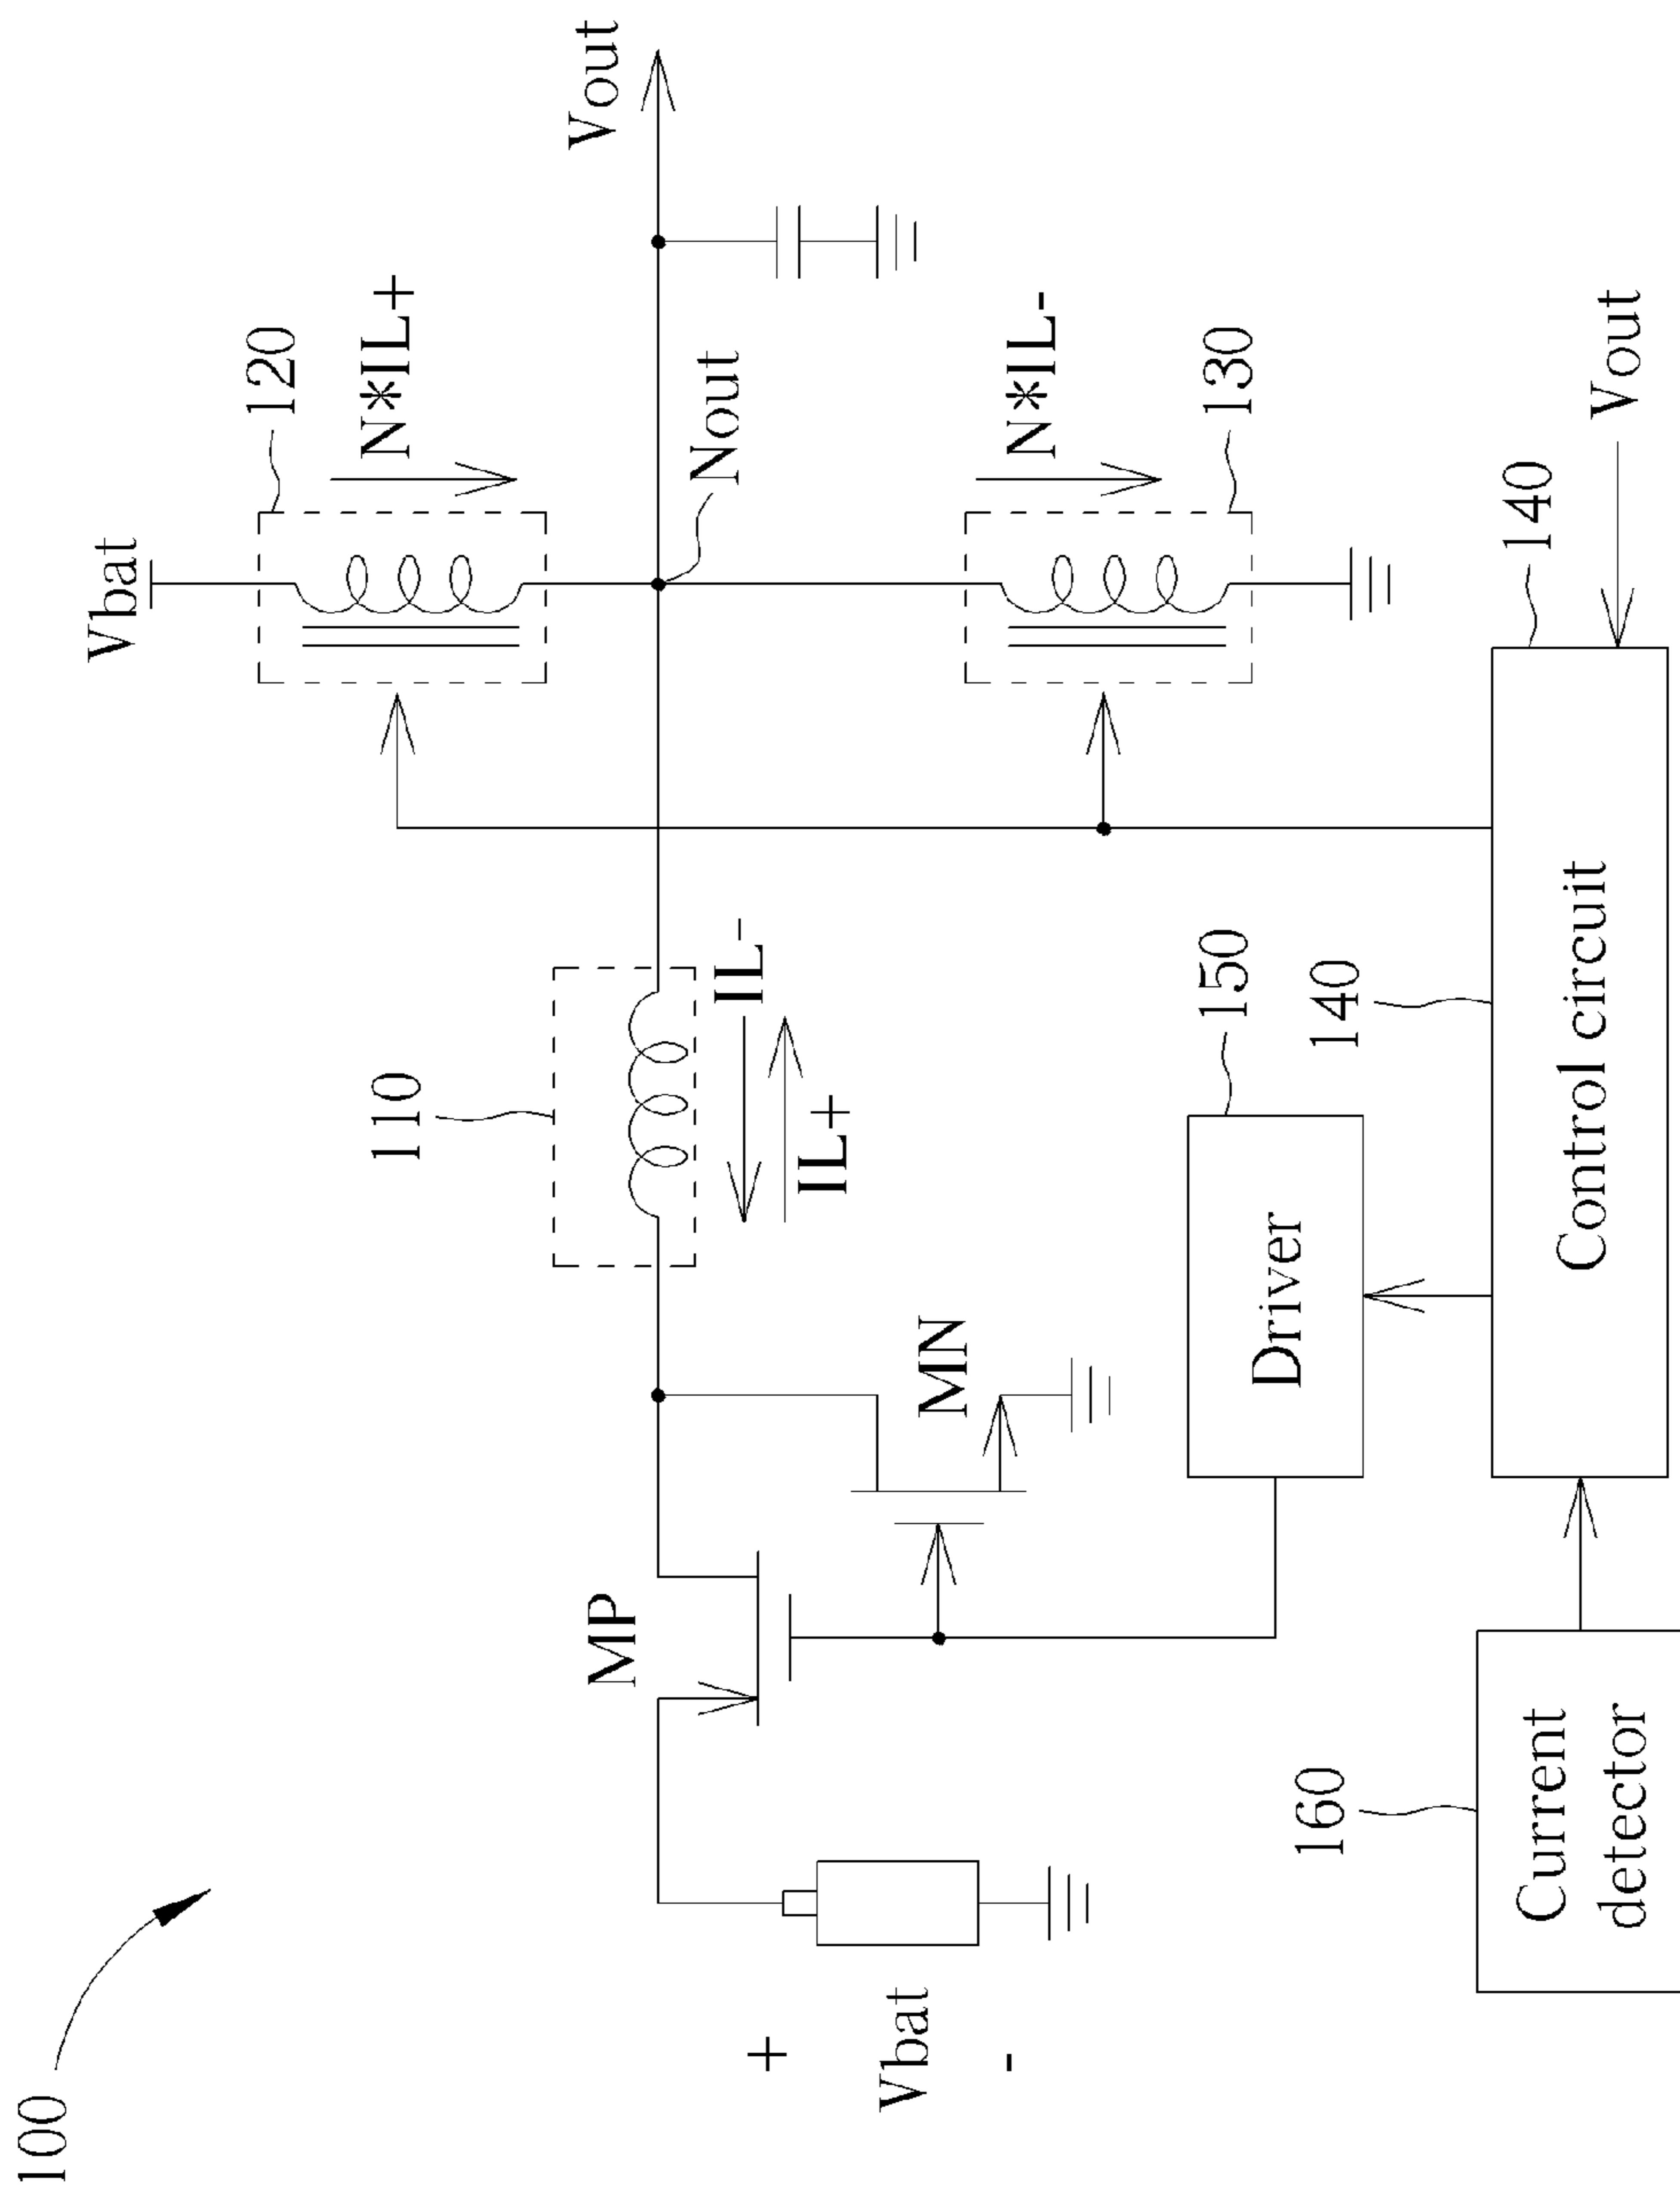 100
Vbat
120
N*IL+
110
Vout
MP
Nout
IL-
+
IL+
Vbat
MN
-
N*IL-
150
130
Driver
160
140
140
Current
detector
Control circuit
Vout